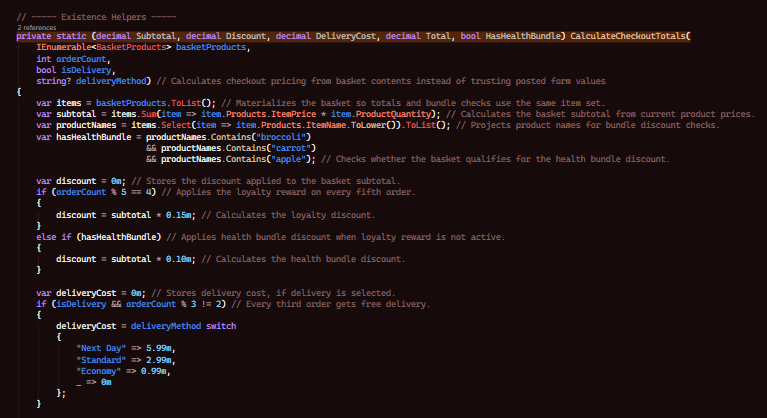 // ----- Existence Helpers -----
2 references
private static (decimal Subtotal, decimal Discount, decimal DeliveryCost, decimal Total, bool HasHealthBundle) CalculateCheckoutTotals(
    IEnumerable<BasketProducts> basketProducts,
    int orderCount,
    bool isDelivery,
    string? deliveryMethod) // Calculates checkout pricing from basket contents instead of trusting posted form values
{
    var items = basketProducts.ToList(); // Materializes the basket so totals and bundle checks use the same item set.
    var subtotal = items.Sum(item => item.Products.ItemPrice * item.ProductQuantity); // Calculates the basket subtotal from current product prices.
    var productNames = items.Select(item => item.Products.ItemName.ToLower()).ToList(); // Projects product names for bundle discount checks.
    var hasHealthBundle = productNames.Contains("broccoli")
                          && productNames.Contains("carrot")
                          && productNames.Contains("apple"); // Checks whether the basket qualifies for the health bundle discount.

    var discount = 0m; // Stores the discount applied to the basket subtotal.
    if (orderCount % 5 == 4) // Applies the loyalty reward on every fifth order.
    {
        discount = subtotal * 0.15m; // Calculates the loyalty discount.
    }
    else if (hasHealthBundle) // Applies health bundle discount when loyalty reward is not active.
    {
        discount = subtotal * 0.10m; // Calculates the health bundle discount.
    }

    var deliveryCost = 0m; // Stores delivery cost, if delivery is selected.
    if (isDelivery && orderCount % 3 != 2) // Every third order gets free delivery.
    {
        deliveryCost = deliveryMethod switch
        {
            "Next Day" => 5.99m,
            "Standard" => 2.99m,
            "Economy" => 0.99m,
            _ => 0m
        };
    }